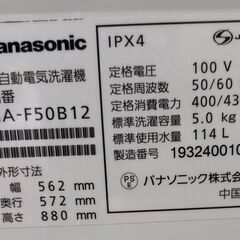 anasonic
IPX4
自動電気洗濯機
番
A-F50B12
外形寸法
幅 562 mm
行 572 mm
高さ 880 mm
定格電圧 100 V
定格周波数 50/60
定格消費電力 400/43
標準洗濯容量 5.0 kg
標準使用水量 114 L
製造番号 193240010
PS E
パナソニック株式会
中国